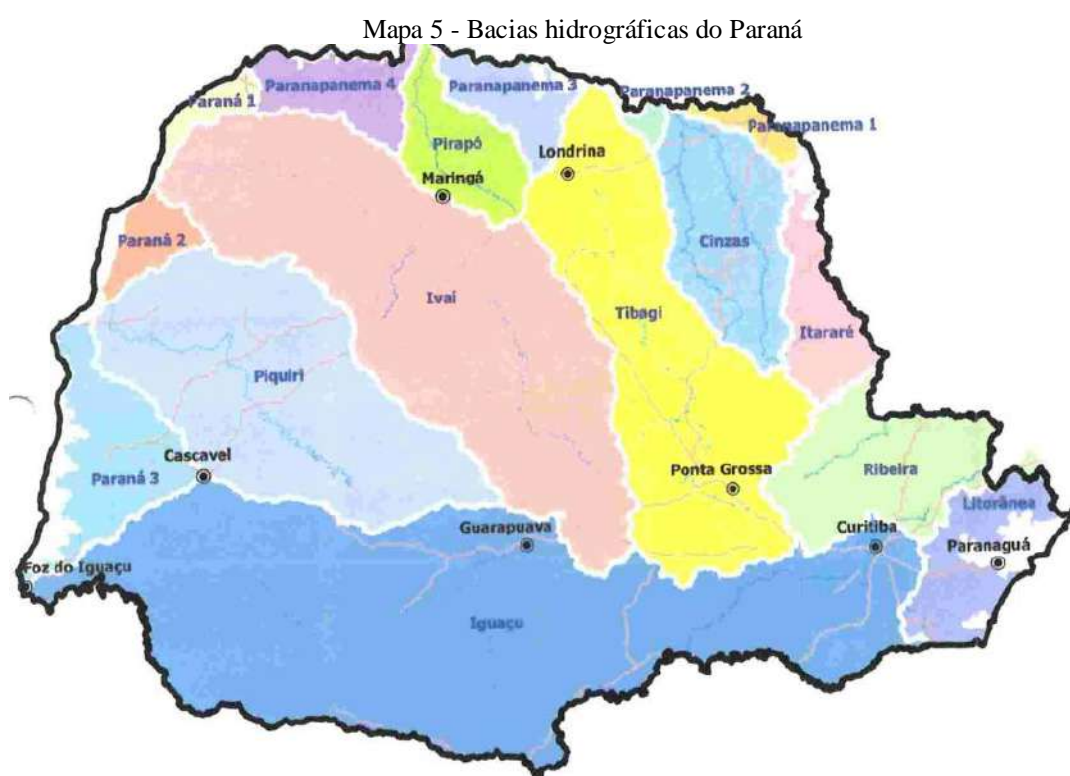 Mapa 5 - Bacias hidrográficas do Paraná
Paranapanema 4
Paranapanema 3
Paranapanema 2
Paraná 1
Paranapanema 1
Pirapó
Londrina
Maringá
Paraná 2
Cinzas
Ivaí
Tibagi
Itararé
Piquiri
Cascavel
Paraná 3
Ponta Grossa
Ribeira
Litorânea
Guarapuava
Curitiba
Paranaguá
Foz do Iguaçu
Iguaçu